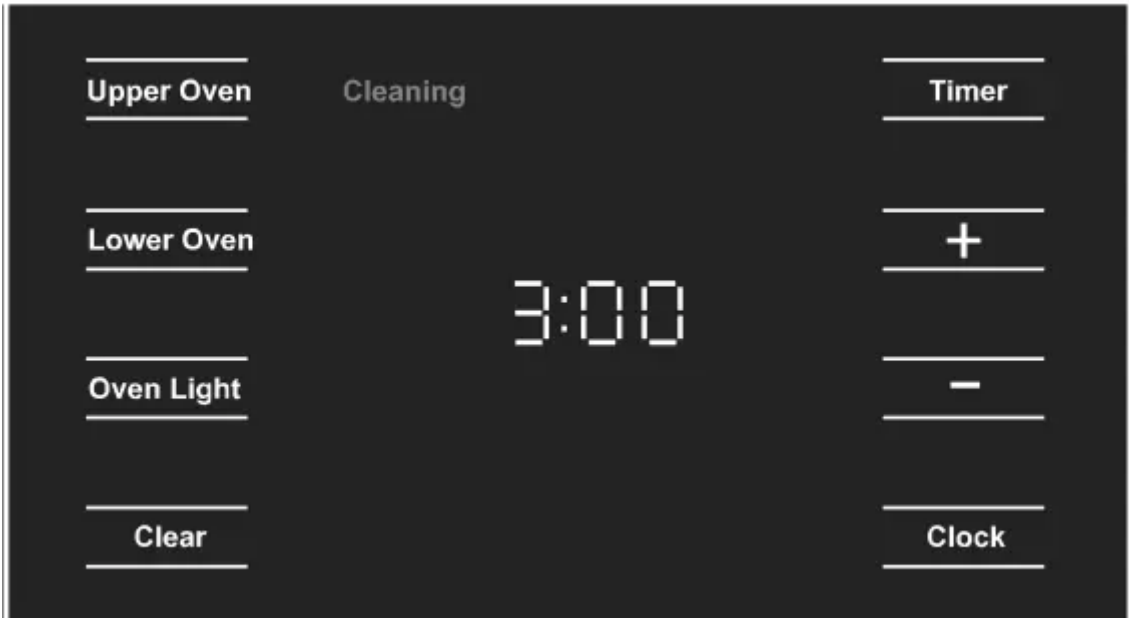 Upper Oven Cleaning Timer
Lower Oven +
3:00
Oven Light -
Clear Clock